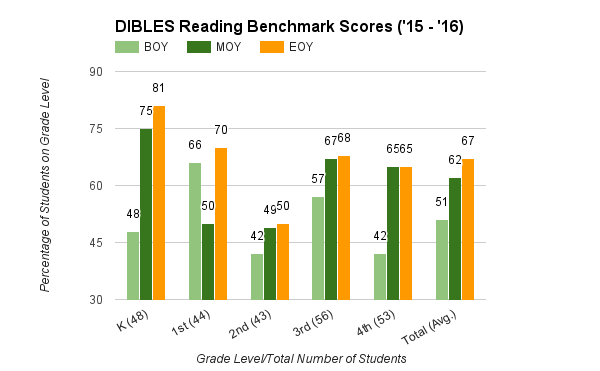 DIBLES Reading Benchmark Scores ('15 - '16)
BOY MOY EOY
Percentage of Students on Grade Level
90
75
60
45
30
48 75 81
66 50 70
42 49 50
57 67 68
42 65 65
51 62 67
K (48) 1st (44) 2nd (43) 3rd (56) 4th (53) Total (Avg.)
Grade Level/Total Number of Students